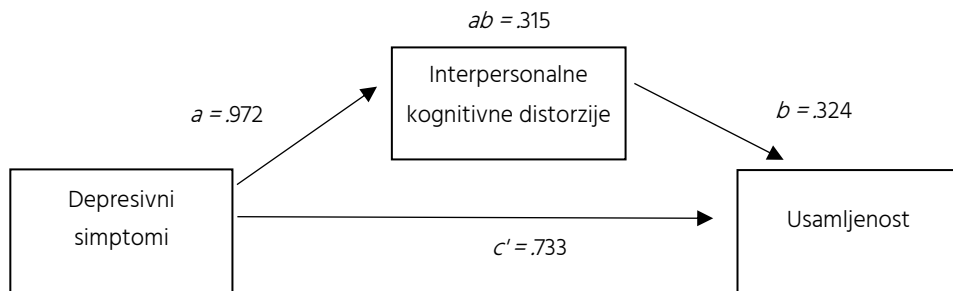 ab = .315
Interpersonalne
kognitivne distorzije
a = .972
b = .324
Depresivni
simptomi
Usamljenost
c' = .733